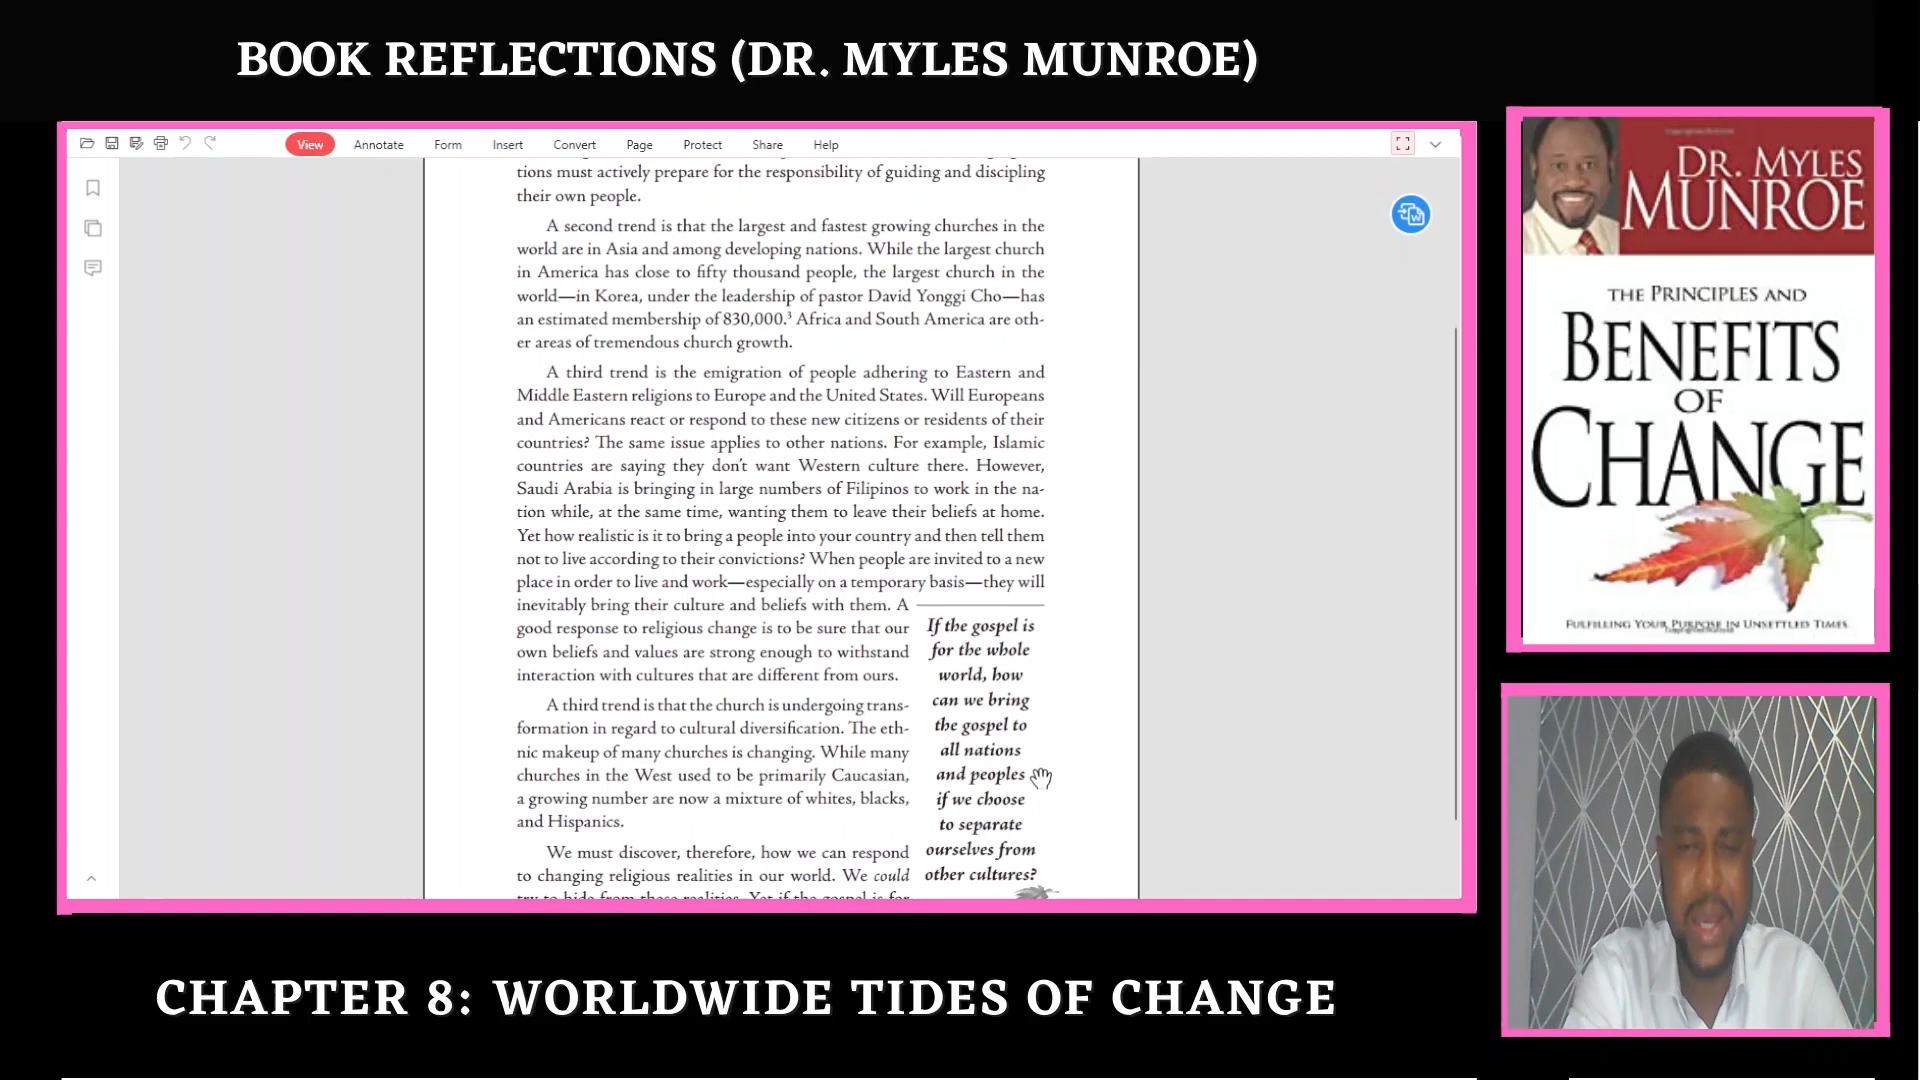 BOOK REFLECTIONS (DR. MYLES MUNROE)
View Annotate Form Insert Convert Page Protect Share Help
tions must actively prepare for the responsibility of guiding and discipling
their own people.
A second trend is that the largest and fastest growing churches in the
world are in Asia and among developing nations. While the largest church
in America has close to fifty thousand people, the largest church in the
world—in Korea, under the leadership of pastor David Yonggi Cho—has
an estimated membership of 830,000.³ Africa and South America are oth-
er areas of tremendous church growth.
A third trend is the emigration of people adhering to Eastern and
Middle Eastern religions to Europe and the United States. Will Europeans
and Americans react or respond to these new citizens or residents of their
countries? The same issue applies to other nations. For example, Islamic
countries are saying they don't want Western culture there. However,
Saudi Arabia is bringing in large numbers of Filipinos to work in the na-
tion while, at the same time, wanting them to leave their beliefs at home.
Yet how realistic is it to bring a people into your country and then tell them
not to live according to their convictions? When people are invited to a new
place in order to live and work—especially on a temporary basis—they will
inevitably bring their culture and beliefs with them. A
good response to religious change is to be sure that our
own beliefs and values are strong enough to withstand
interaction with cultures that are different from ours.
A third trend is that the church is undergoing trans-
formation in regard to cultural diversification. The eth-
nic makeup of many churches is changing. While many
churches in the West used to be primarily Caucasian,
a growing number are now a mixture of whites, blacks,
and Hispanics.
We must discover, therefore, how we can respond
to changing religious realities in our world. We could
try to hide from these realities. Yet if the gospel is for
If the gospel is
for the whole
world, how
can we bring
the gospel to
all nations
and peoples
if we choose
to separate
ourselves from
other cultures?
DR. MYLES
MUNROE
THE PRINCIPLES AND
BENEFITS
OF
CHANGE
FULFILLING YOUR PURPOSE IN UNSETTLED TIMES
CHAPTER 8: WORLDWIDE TIDES OF CHANGE